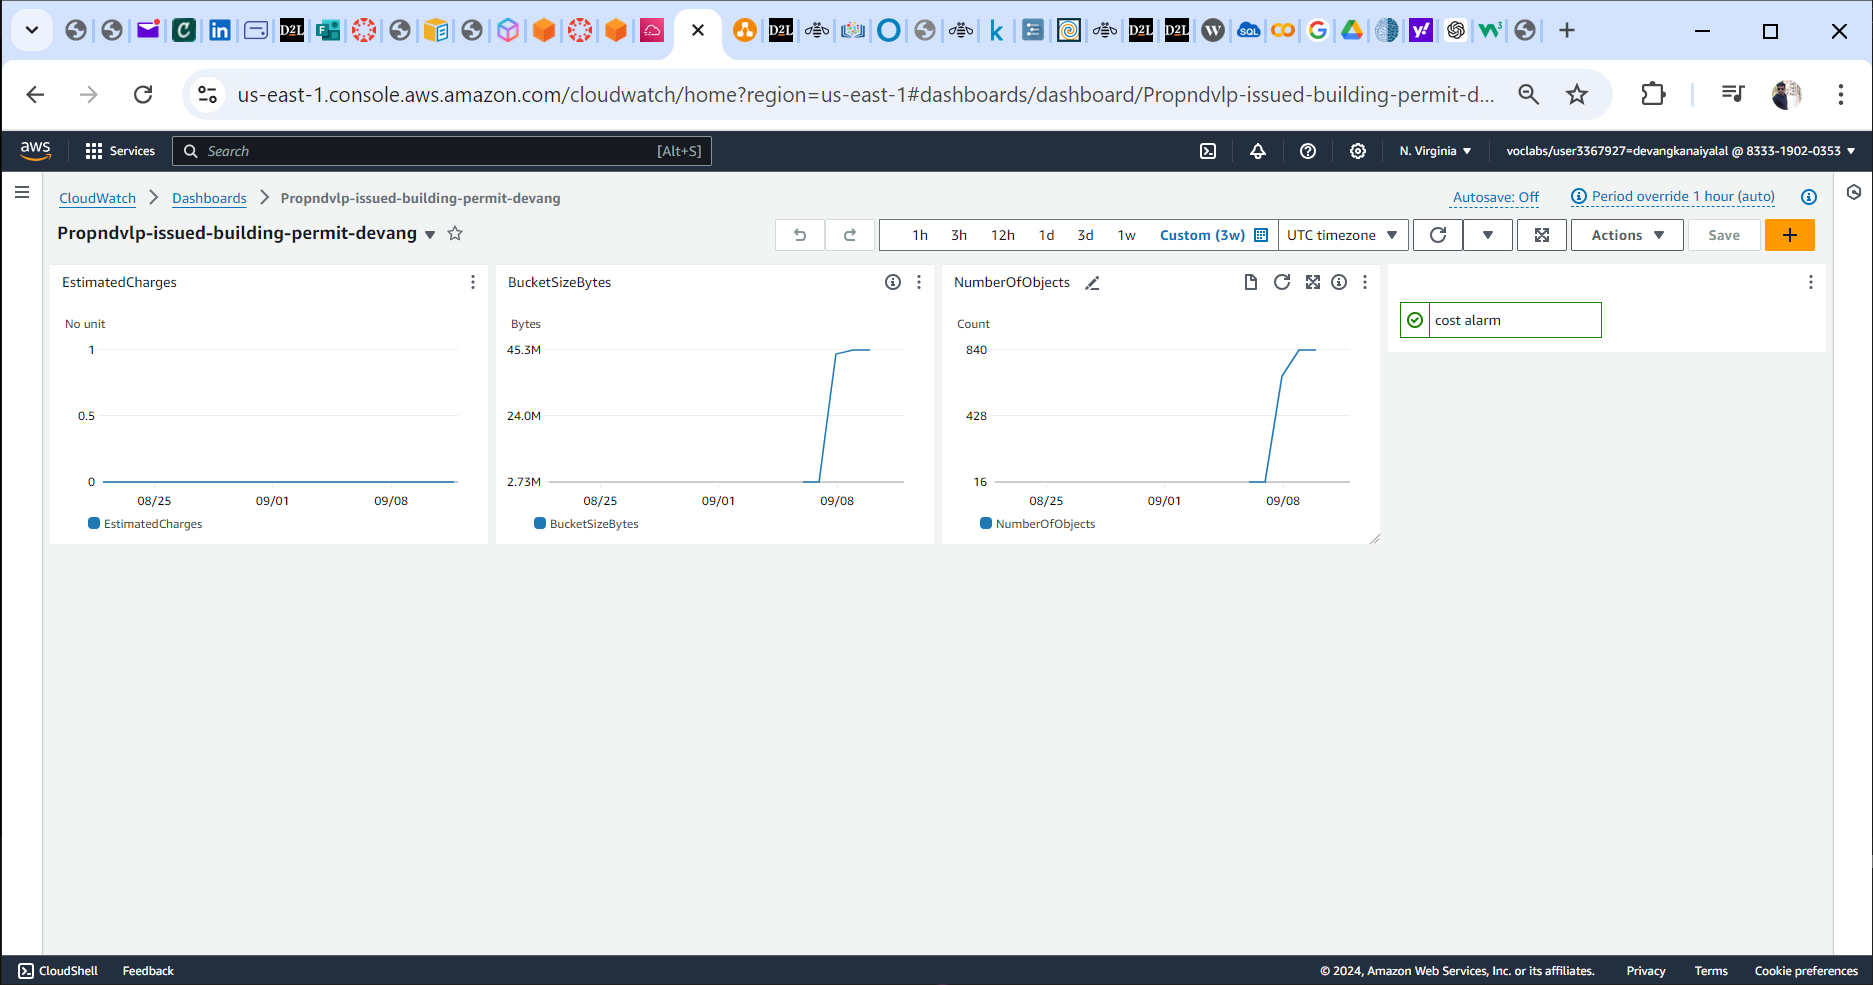 D2L D2L D2L D2L SQL
us-east-1.console.aws.amazon.com/cloudwatch/home?region=us-east-1#dashboards/dashboard/Propndvlp-issued-building-permit-d...
aws Services Search [Alt+S] N. Virginia voclabs/user3367927=devangkanaiyalal @ 8333-1902-0353
CloudWatch Dashboards Propndvlp-issued-building-permit-devang Autosave: Off Period override 1 hour (auto)
Propndvlp-issued-building-permit-devang 1h 3h 12h 1d 3d 1w Custom (3w) UTC timezone Actions Save
EstimatedCharges
No unit
1
0.5
0
08/25 09/01 09/08
EstimatedCharges
BucketSizeBytes
Bytes
45.3M
24.0M
2.73M
08/25 09/01 09/08
BucketSizeBytes
NumberOfObjects
Count
840
428
16
08/25 09/01 09/08
NumberOfObjects
cost alarm
CloudShell Feedback © 2024, Amazon Web Services, Inc. or its affiliates. Privacy Terms Cookie preferences